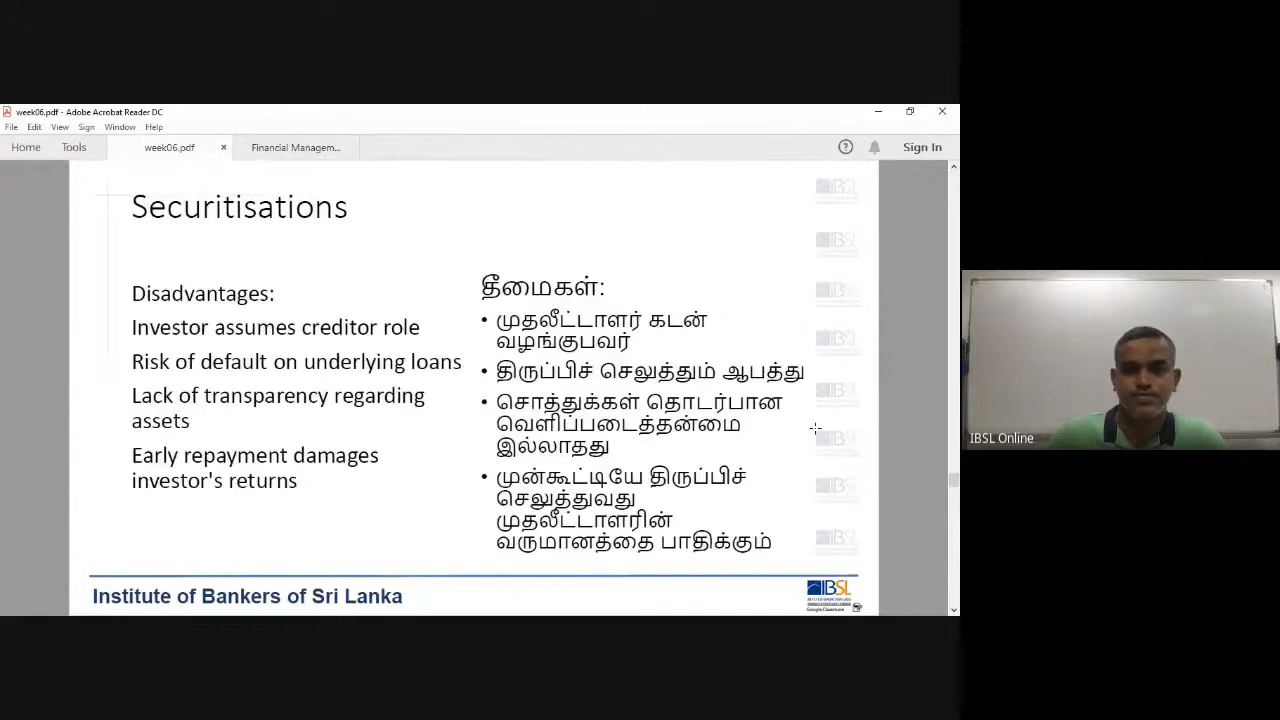 week06.pdf - Adobe Acrobat Reader DC
File Edit View Sign Window Help
Home Tools week06.pdf × Financial Managem... Sign In
Securitisations
Disadvantages:
Investor assumes creditor role
Risk of default on underlying loans
Lack of transparency regarding
assets
Early repayment damages
investor's returns
தீமைகள்:
• முதலீட்டாளர் கடன்
வழங்குபவர்
• திருப்பிச் செலுத்தும் ஆபத்து
• சொத்துக்கள் தொடர்பான
வெளிப்படைத்தன்மை
இல்லாதது
• முன்கூட்டியே திருப்பிச்
செலுத்துவது
முதலீட்டாளரின்
வருமானத்தை பாதிக்கும்
Institute of Bankers of Sri Lanka
IBSL
IBSL Online